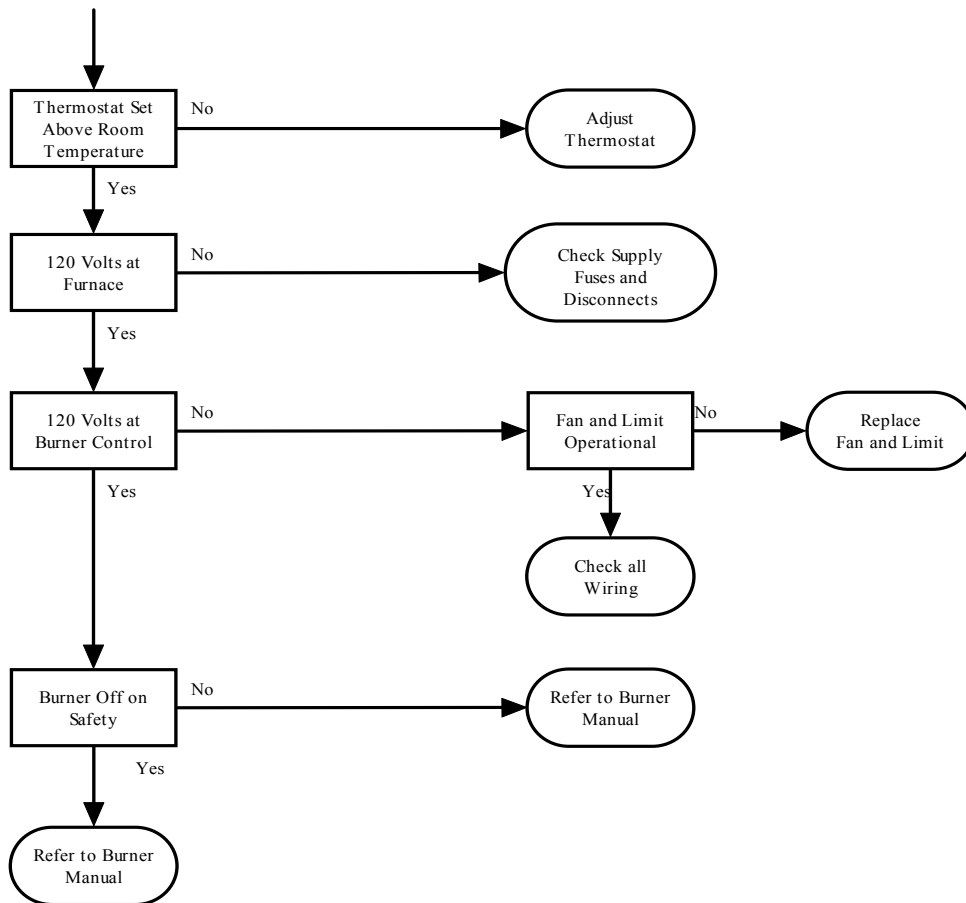 Thermostat Set
Above Room
Temperature
No
Adjust
Thermostat
Yes
120 Volts at
Furnace
No
Check Supply
Fuses and
Disconnects
Yes
120 Volts at
Burner Control
No
Fan and Limit
Operational
No
Replace
Fan and Limit
Yes
Yes
Check all
Wiring
Burner Off on
Safety
No
Refer to Burner
Manual
Yes
Refer to Burner
Manual